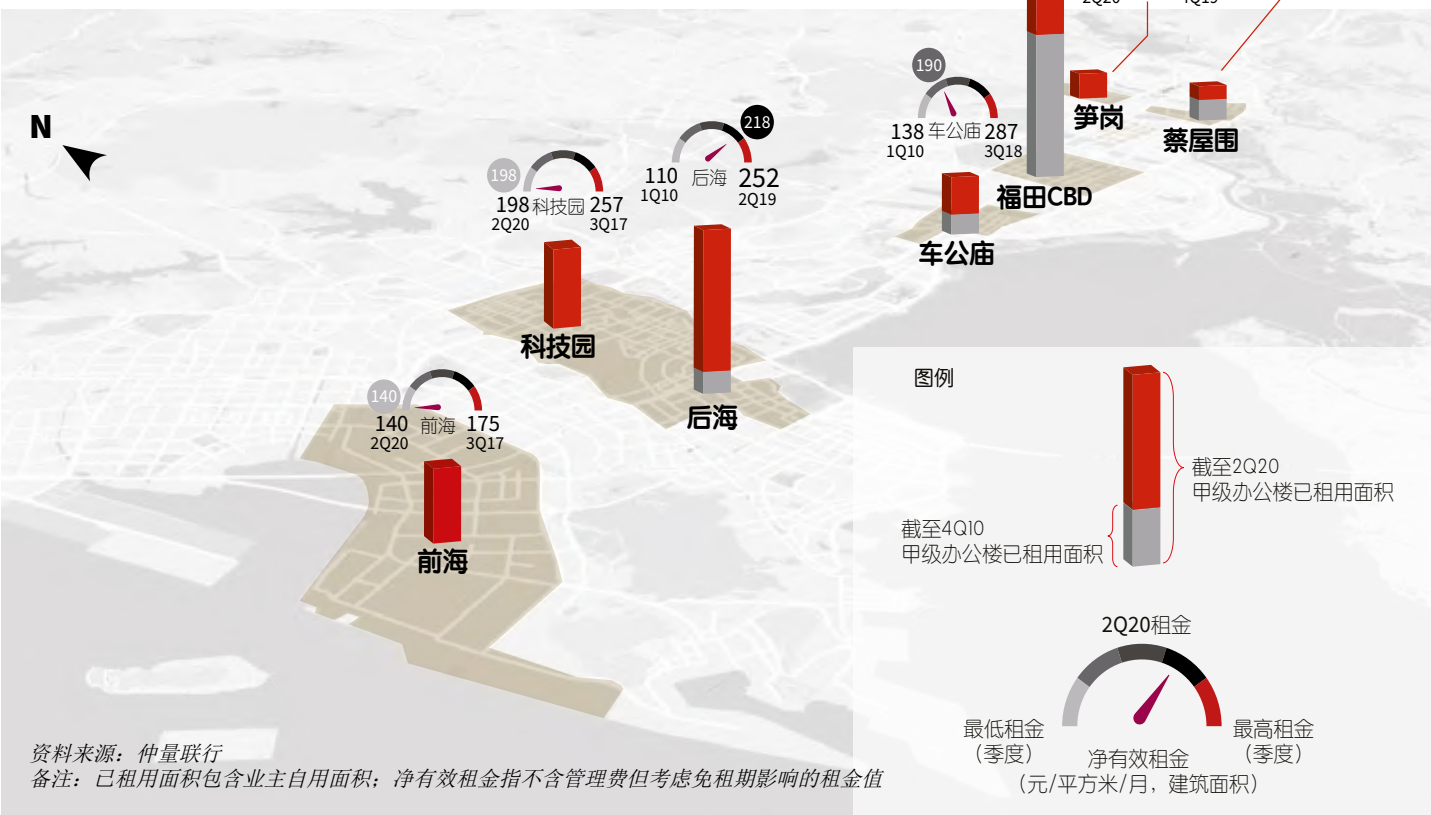 2Q20 4Q19
N
190
138 车公庙 287
1Q10 3Q18
笋岗
蔡屋围
福田CBD
车公庙
218
110 后海 252
1Q10 2Q19
198
198 科技园 257
2Q20 3Q17
科技园
后海
140
140 前海 175
2Q20 3Q17
前海
图例
截至2Q20
甲级办公楼已租用面积
截至4Q10
甲级办公楼已租用面积
2Q20租金
最低租金
（季度）
最高租金
（季度）
净有效租金
（元/平方米/月，建筑面积）
资料来源：仲量联行
备注：已租用面积包含业主自用面积；净有效租金指不含管理费但考虑免租期影响的租金值